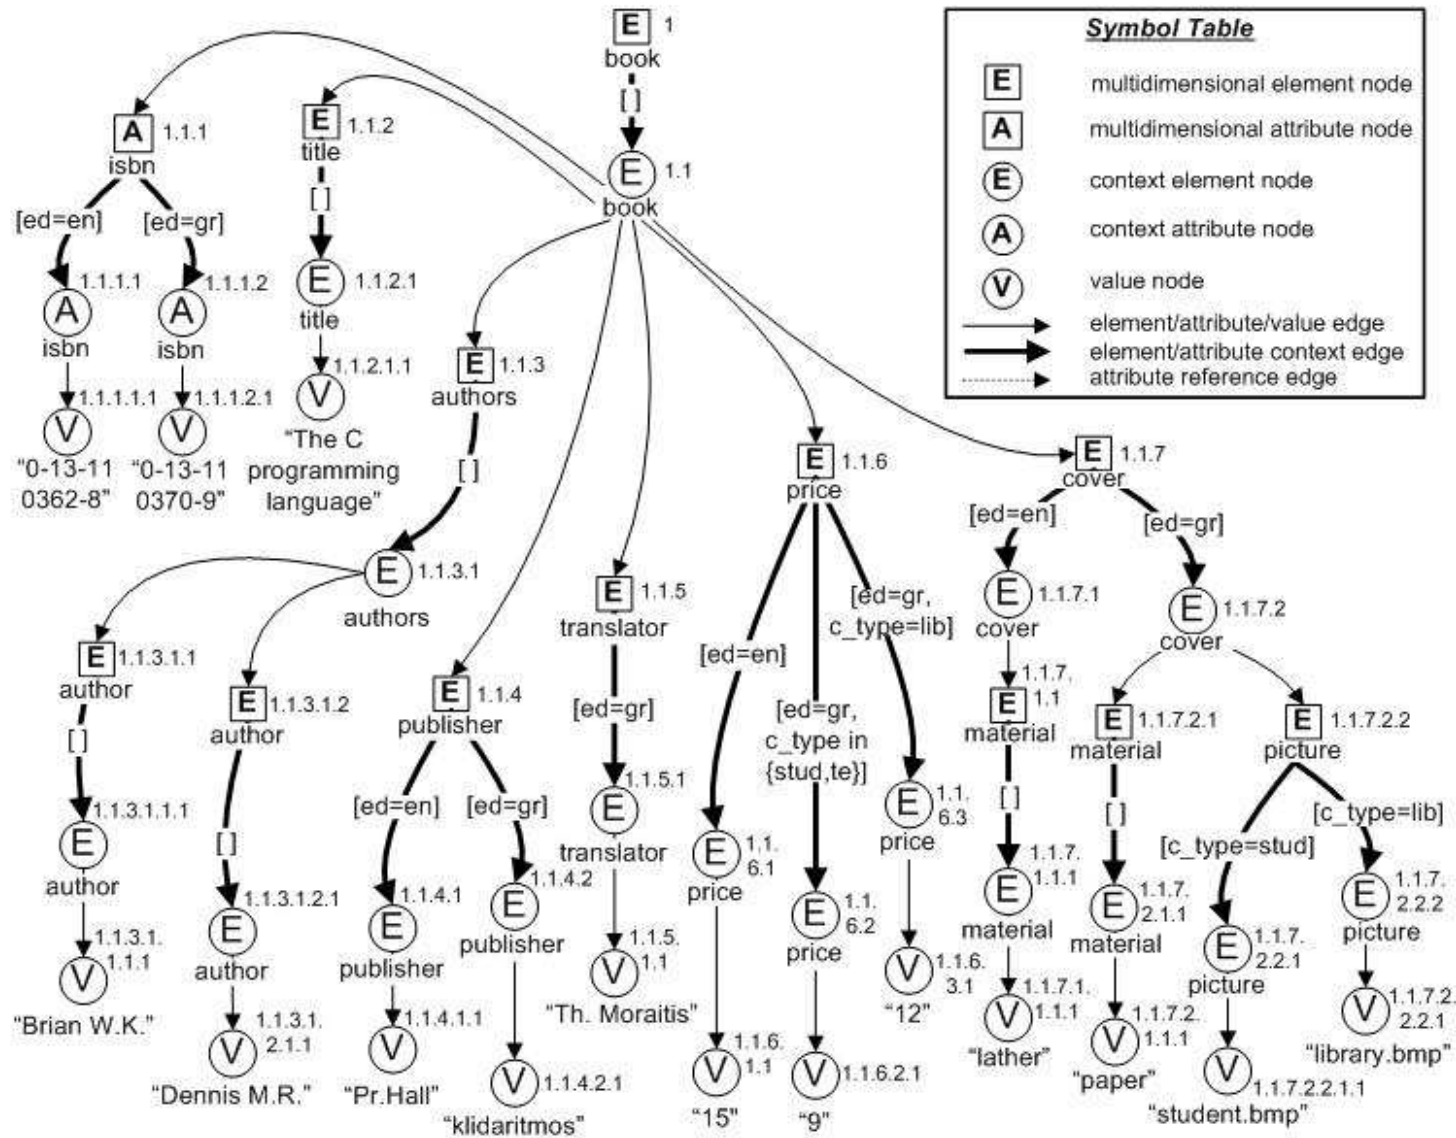 E 1
book
[ ]
E 1.1
book
A 1.1.1
isbn
[ed=en]
[ed=gr]
1.1.1.1
A
isbn
1.1.1.1.1
V
“0-13-11
0362-8”
1.1.1.2
A
isbn
1.1.1.2.1
V
“0-13-11
0370-9”
E 1.1.2
title
[ ]
E 1.1.2.1
title
1.1.2.1.1
V
“The C
programming
language”
E 1.1.3
authors
[ ]
E 1.1.3.1
authors
E 1.1.3.1.1
author
[ ]
1.1.3.1.1.1
E
author
1.1.3.1.
1.1.1
V
“Brian W.K.”
E 1.1.3.1.2
author
[ ]
1.1.3.1.2.1
E
author
1.1.3.1.
2.1.1
V
“Dennis M.R.”
E 1.1.4
publisher
[ed=en]
[ed=gr]
1.1.4.1
E
publisher
1.1.4.1.1
V
“Pr.Hall”
1.1.4.2
E
publisher
V 1.1.4.2.1
“klidaritmos”
E 1.1.5
translator
[ed=gr]
1.1.5.1
E
translator
1.1.5.
1.1
V
“Th. Moraitis”
E 1.1.6
price
[ed=en]
[ed=gr,
c_type in
{stud,te}]
[ed=gr,
c_type=lib]
E 1.1.
6.1
price
1.1.6.
1.1
V
“15”
1.1.
6.2
E
price
V 1.1.6.2.1
“9”
E 1.1.
6.3
price
V 1.1.6.
3.1
“12”
E 1.1.7
cover
[ed=en]
[ed=gr]
E 1.1.7.1
cover
1.1.7.
1.1
E
material
[ ]
1.1.7.
1.1.1
E
material
1.1.7.1.
1.1.1
V
“lather”
E 1.1.7.2
cover
E 1.1.7.2.1
material
[ ]
1.1.7.
2.1.1
E
material
1.1.7.2.
1.1.1
V
“paper”
E 1.1.7.2.2
picture
[c_type=stud]
[c_type=lib]
1.1.7.
2.2.1
E
picture
V
1.1.7.2.2.1.1
“student.bmp”
1.1.7.
2.2.2
E
picture
1.1.7.2.
2.2.1
V
“library.bmp”
Symbol Table
E multidimensional element node
A multidimensional attribute node
E context element node
A context attribute node
V value node
element/attribute/value edge
element/attribute context edge
attribute reference edge